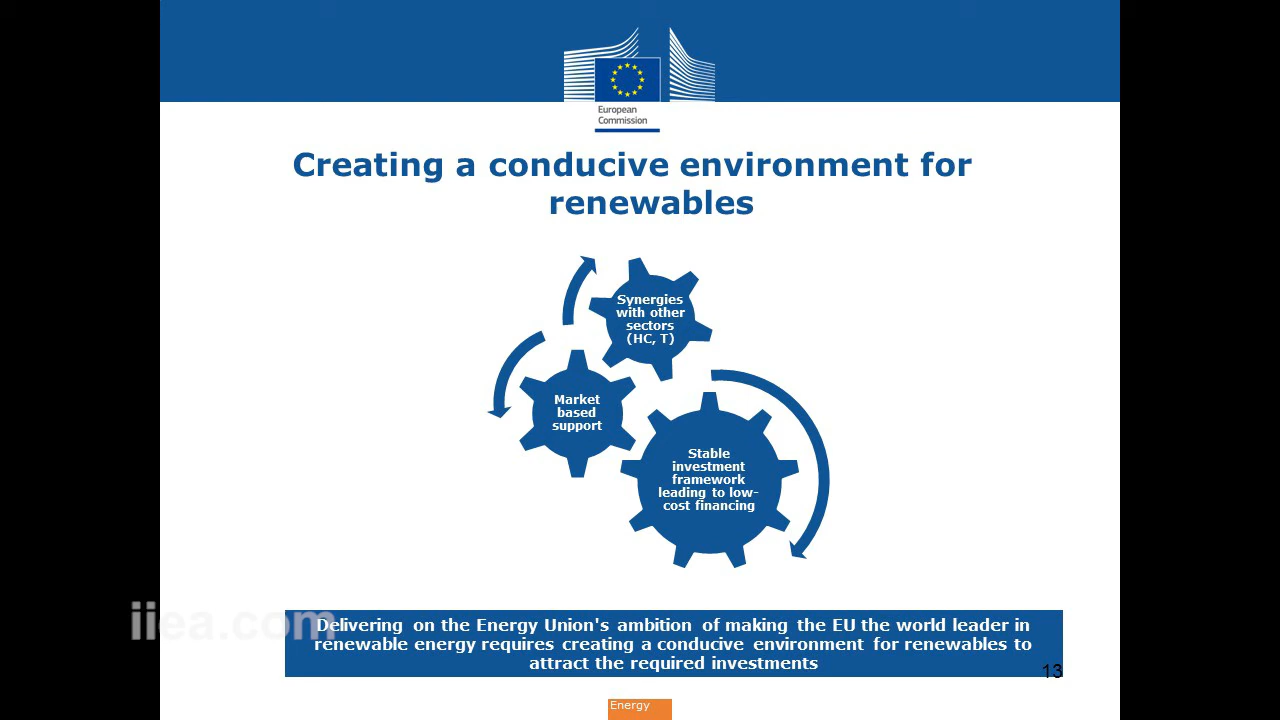 European
Commission
Creating a conducive environment for
renewables
Synergies
with other
sectors
(HC, T)
Market
based
support
Stable
investment
framework
leading to low-
cost financing
iiea.com
Delivering on the Energy Union's ambition of making the EU the world leader in
renewable energy requires creating a conducive environment for renewables to
attract the required investments
13
Energy